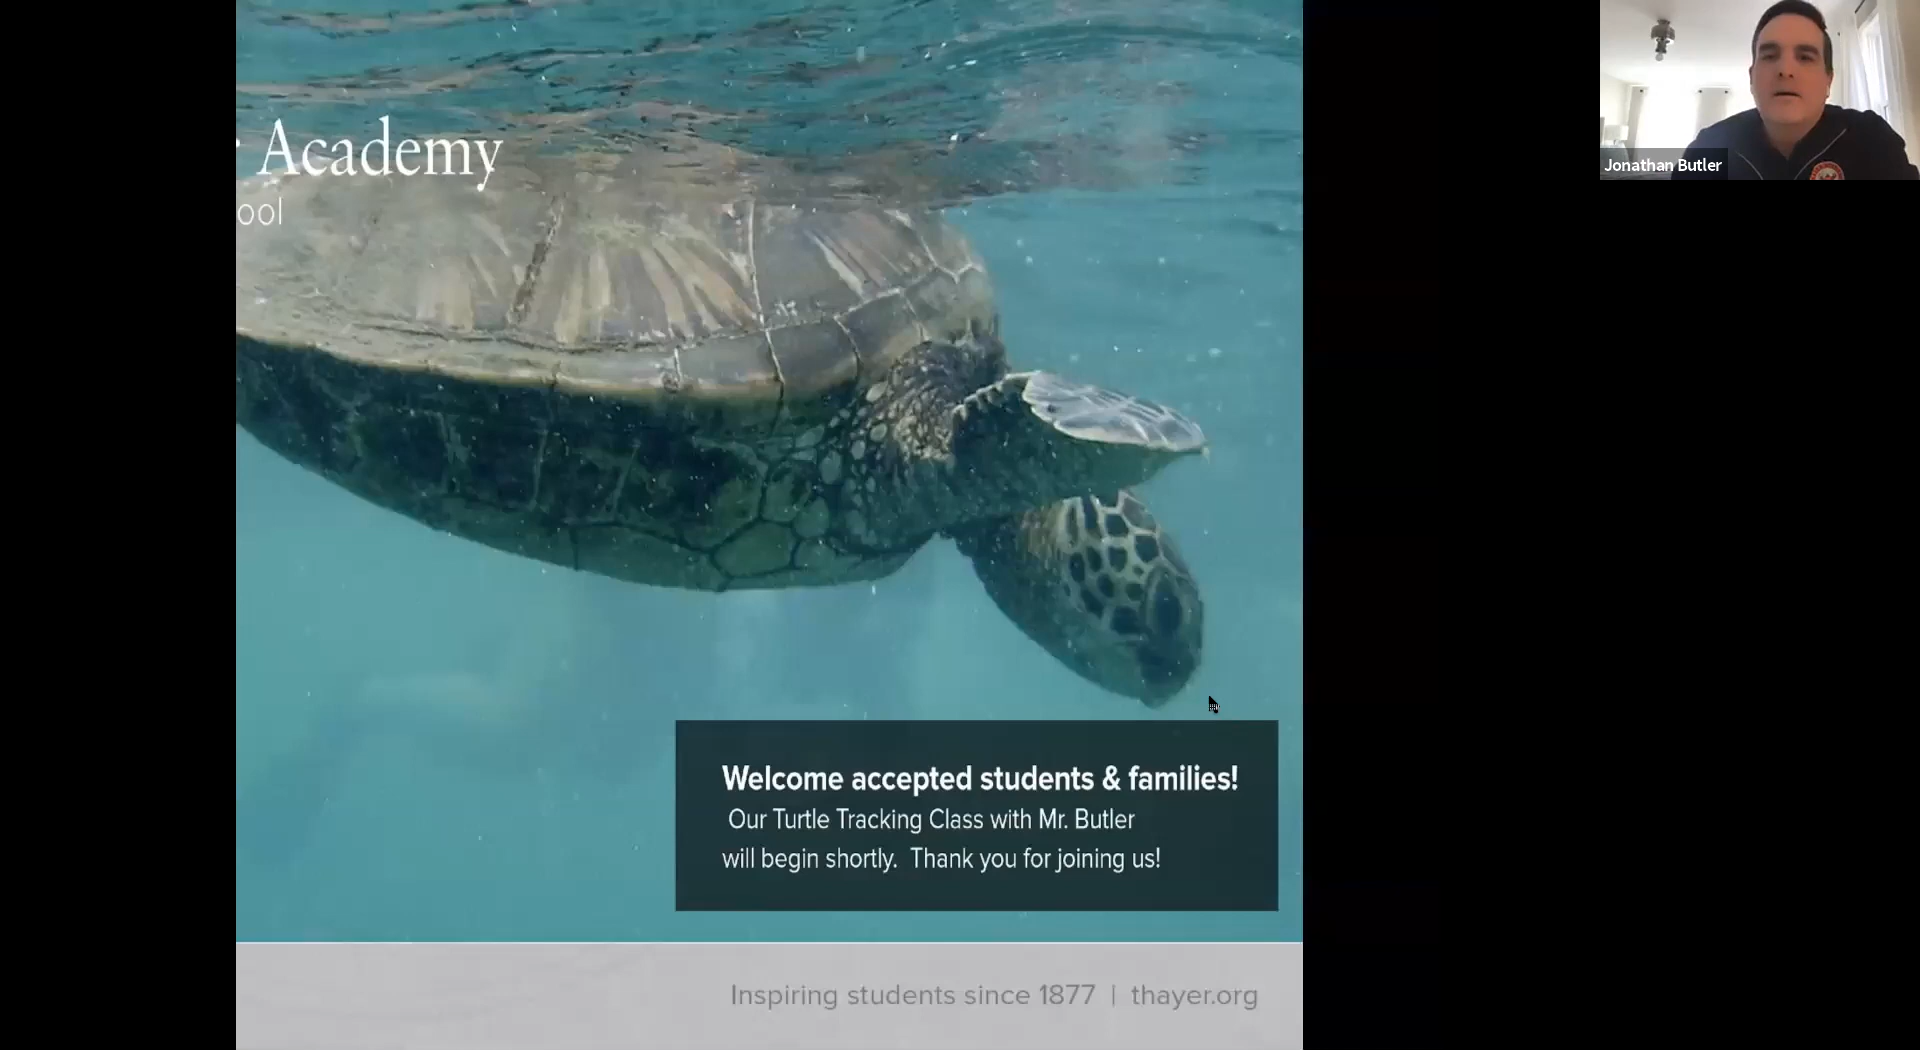 Academy
ool
Jonathan Butler
Welcome accepted students & families!
Our Turtle Tracking Class with Mr. Butler
will begin shortly. Thank you for joining us!
Inspiring students since 1877 | thayer.org